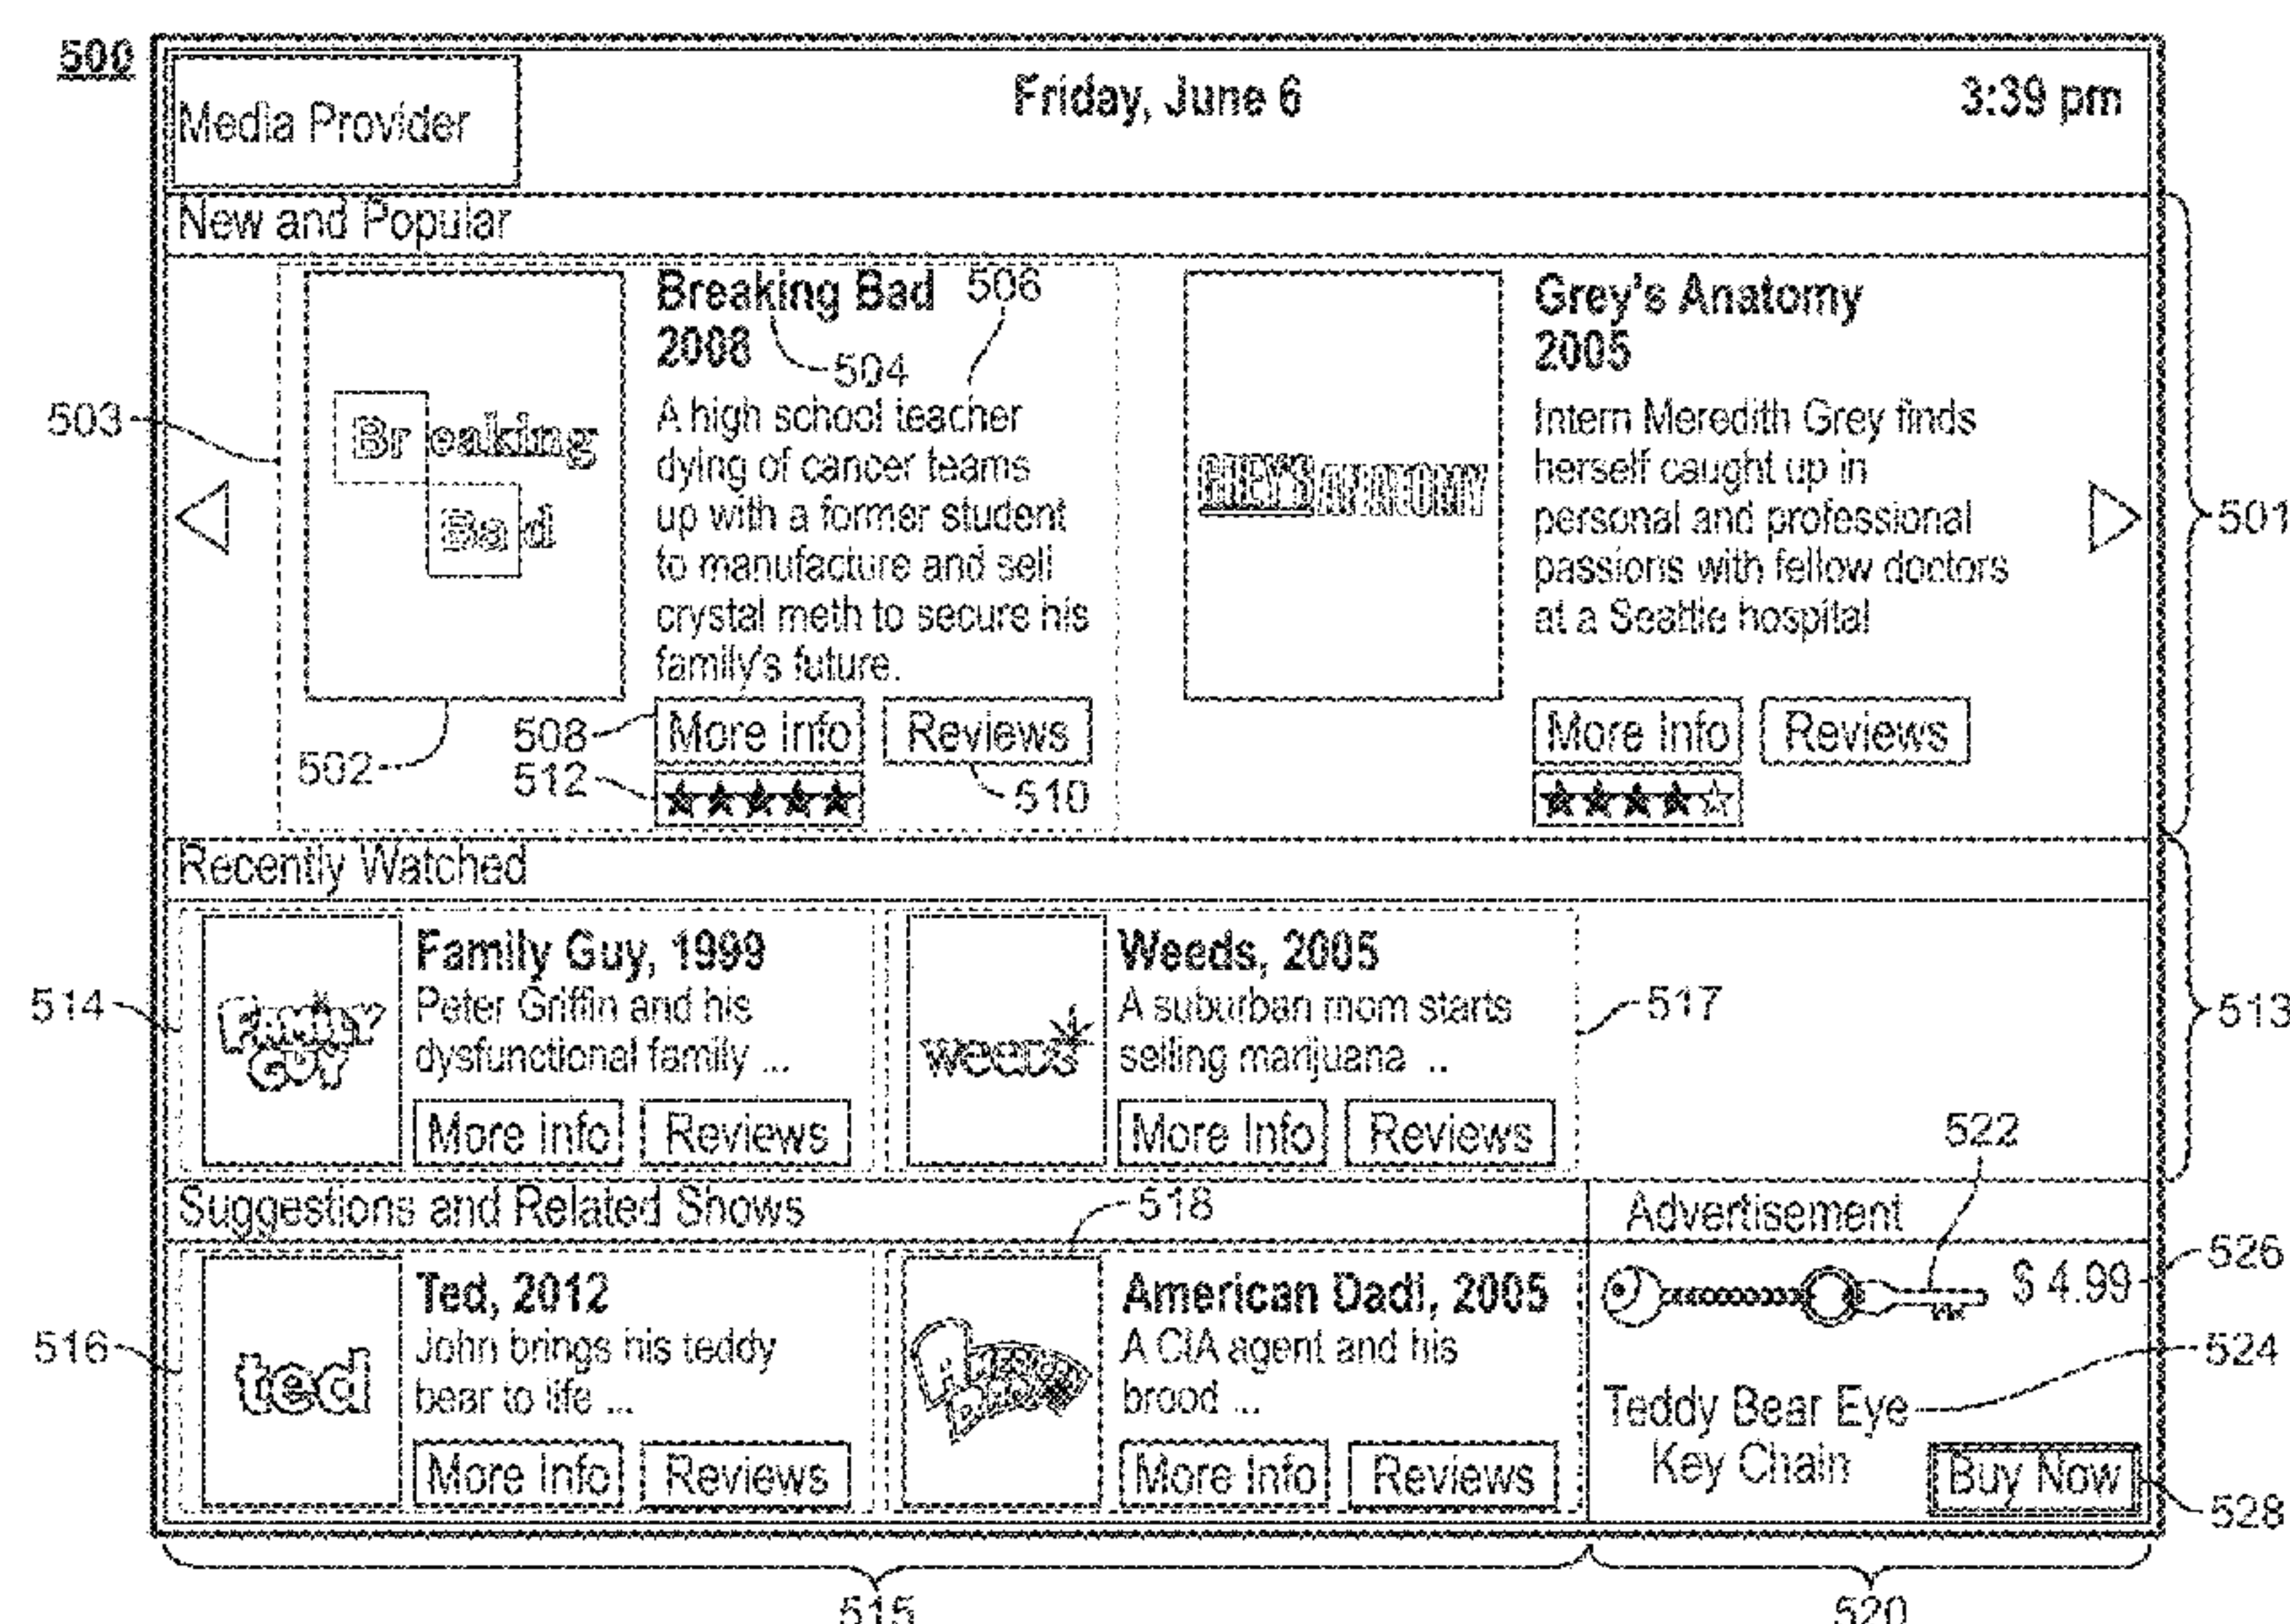 500
Media Provider
Friday, June 6
3:39 pm
New and Popular
Breaking Bad
2008
506
504
503
Breaking
Bad
A high school teacher
dying of cancer teams
up with a former student
to manufacture and sell
crystal meth to secure his
family's future.
508
More Info
Reviews
502
512
510
GREY'S ANATOMY
Grey's Anatomy
2005
Intern Meredith Grey finds
herself caught up in
personal and professional
passions with fellow doctors
at a Seattle hospital
More Info
Reviews
501
Recently Watched
514
FAMILY
GUY
Family Guy, 1999
Peter Griffin and his
dysfunctional family ...
More Info
Reviews
weeds
Weeds, 2005
A suburban mom starts
selling marijuana ..
More Info
Reviews
517
513
522
Suggestions and Related Shows
518
516
ted
Ted, 2012
John brings his teddy
bear to life ...
More Info
Reviews
American Dad!, 2005
A CIA agent and his
brood ...
More Info
Reviews
Advertisement
$ 4.99
526
524
Teddy Bear Eye
Key Chain
Buy Now
528
515
520